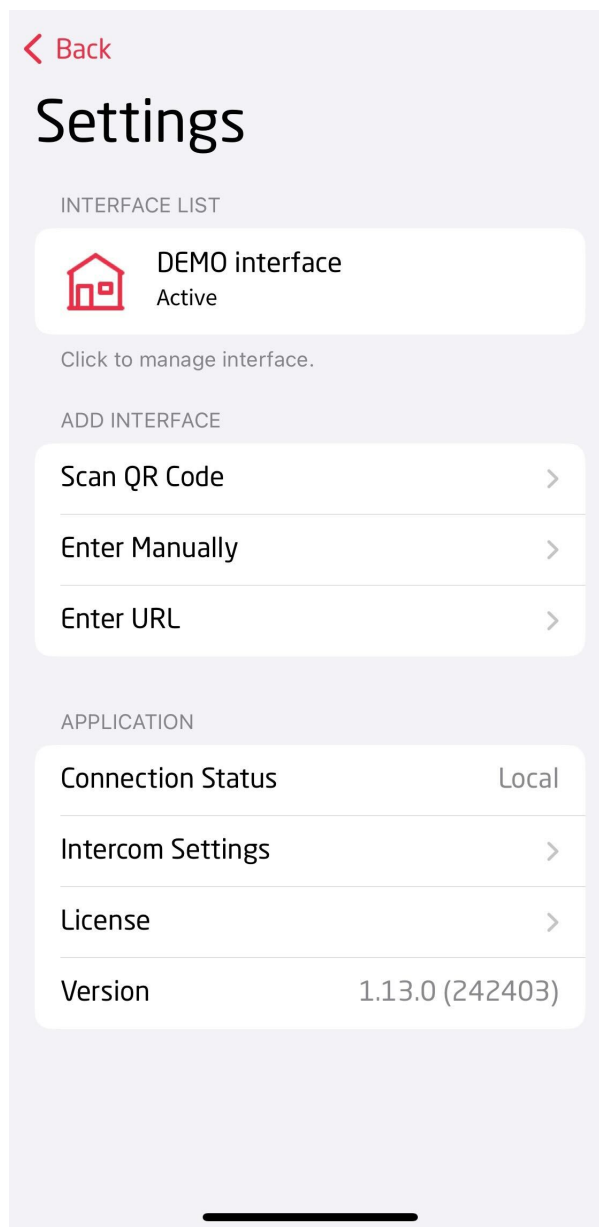 Back
Settings
INTERFACE LIST
DEMO interface
Active
Click to manage interface.
ADD INTERFACE
Scan QR Code
Enter Manually
Enter URL
APPLICATION
Connection Status Local
Intercom Settings
License
Version 1.13.0 (242403)